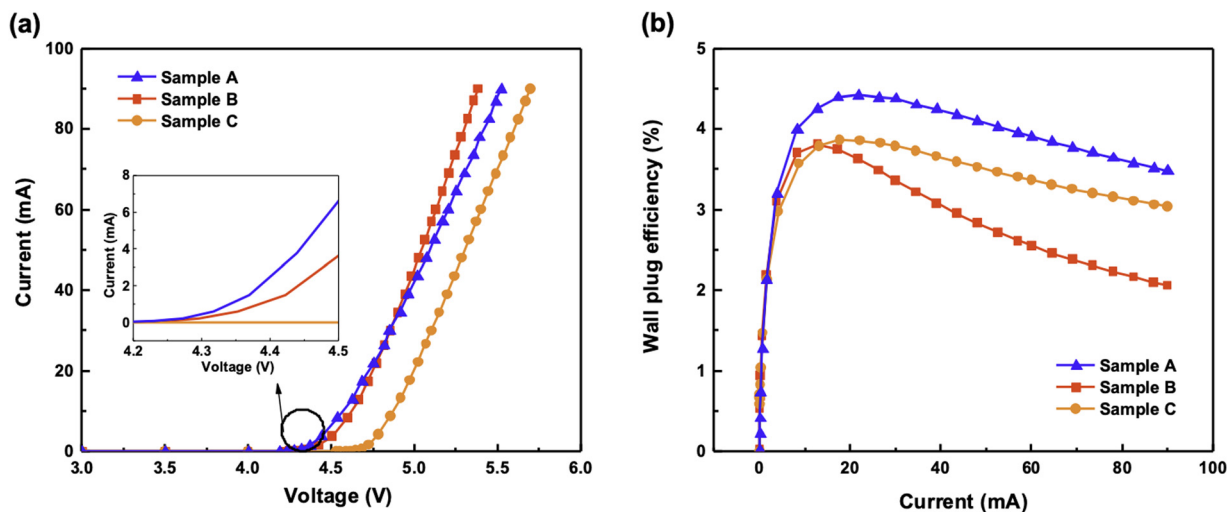 (a)
100
80
60
40
20
0
Current (mA)
Sample A
Sample B
Sample C
8
6
4
2
0
Current (mA)
4.2 4.3 4.4 4.5
Voltage (V)
3.0 3.5 4.0 4.5 5.0 5.5 6.0
Voltage (V)
(b)
5
4
3
2
1
0
Wall plug efficiency (%)
Sample A
Sample B
Sample C
0 20 40 60 80 100
Current (mA)